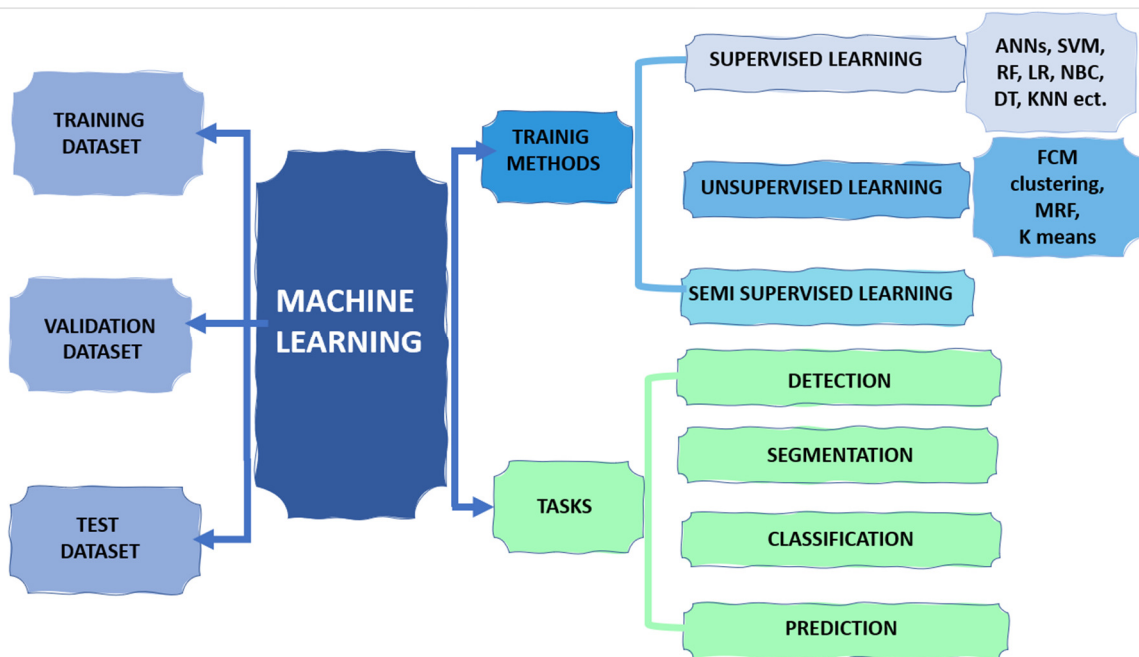 TRAINING
DATASET
VALIDATION
DATASET
TEST
DATASET
MACHINE
LEARNING
TRAINIG
METHODS
SUPERVISED LEARNING
ANNs, SVM,
RF, LR, NBC,
DT, KNN ect.
UNSUPERVISED LEARNING
FCM
clustering,
MRF,
K means
SEMI SUPERVISED LEARNING
TASKS
DETECTION
SEGMENTATION
CLASSIFICATION
PREDICTION